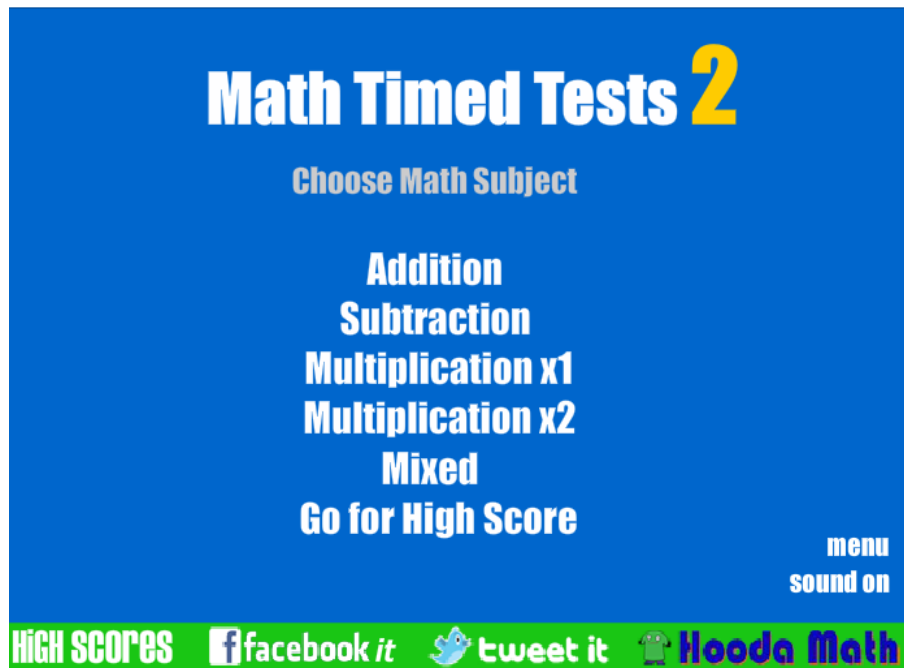 Math Timed Tests 2
Choose Math Subject
Addition
Subtraction
Multiplication x1
Multiplication x2
Mixed
Go for High Score
menu
sound on
HiGH SCOreS facebook it tweet it Hooda Math